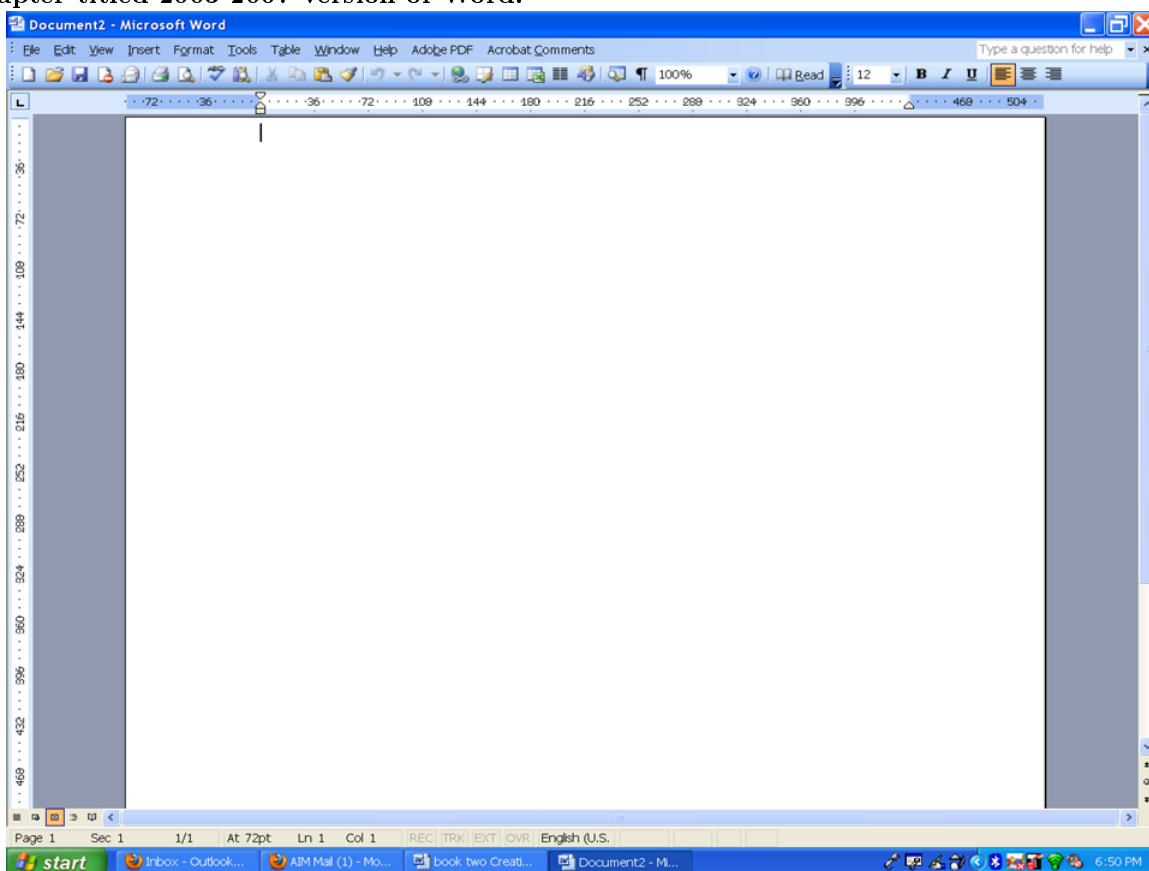 apter titled 2003-2007 version of Word.
Document2 - Microsoft Word
File Edit View Insert Format Tools Table Window Help Adobe PDF Acrobat Comments Type a question for help
100% Read 12 B I U
L 72 36 36 72 108 144 180 216 252 288 324 360 396 468 504
36
72
108
144
180
216
252
288
324
360
396
432
468
Page 1 Sec 1 1/1 At 72pt Ln 1 Col 1 REC TRK EXT OVR English (U.S.
start Inbox - Outlook... AIM Mail (1) - Mo... book two Creati... Document2 - Mi... 6:50 PM